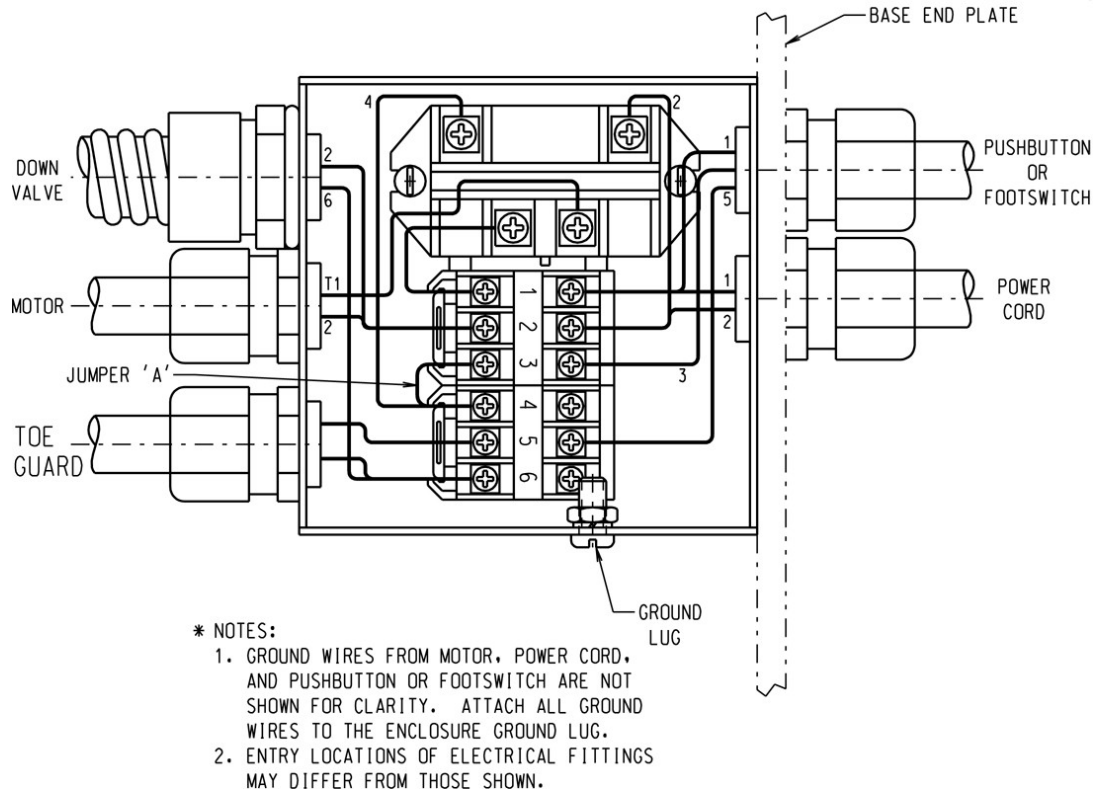 BASE END PLATE
4
2
1
5
PUSHBUTTON
OR
FOOTSWITCH
DOWN
VALVE
2
6
MOTOR
T1
2
1
2
POWER
CORD
1
2
3
4
5
6
3
JUMPER 'A'
TOE
GUARD
GROUND
LUG
* NOTES:
1. GROUND WIRES FROM MOTOR, POWER CORD,
AND PUSHBUTTON OR FOOTSWITCH ARE NOT
SHOWN FOR CLARITY. ATTACH ALL GROUND
WIRES TO THE ENCLOSURE GROUND LUG.
2. ENTRY LOCATIONS OF ELECTRICAL FITTINGS
MAY DIFFER FROM THOSE SHOWN.